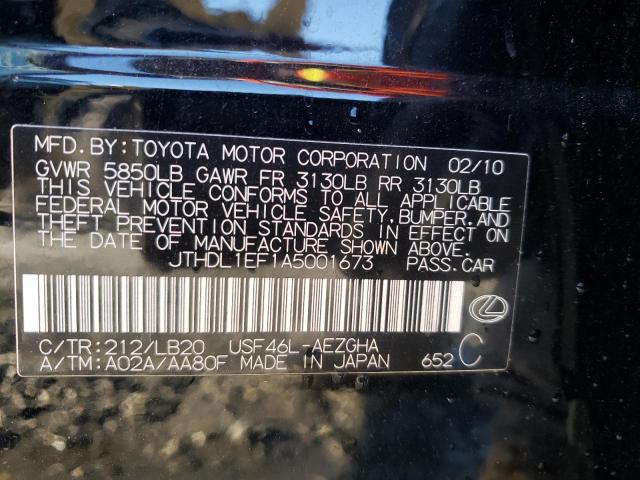 MFD. BY: TOYOTA MOTOR CORPORATION 02/10
GVWR 5850LB GAWR FR 3130LB RR 3130LB
THIS VEHICLE CONFORMS TO ALL APPLICABLE
FEDERAL MOTOR VEHICLE SAFETY, BUMPER, AND
THEFT PREVENTION STANDARDS IN EFFECT ON
THE DATE OF MANUFACTURE SHOWN ABOVE.
JTHDL1EF1A5001673 PASS. CAR
C/TR: 212/LB20 USF46L-AEZGHA
A/TM: A02A/AA80F MADE IN JAPAN 652 C